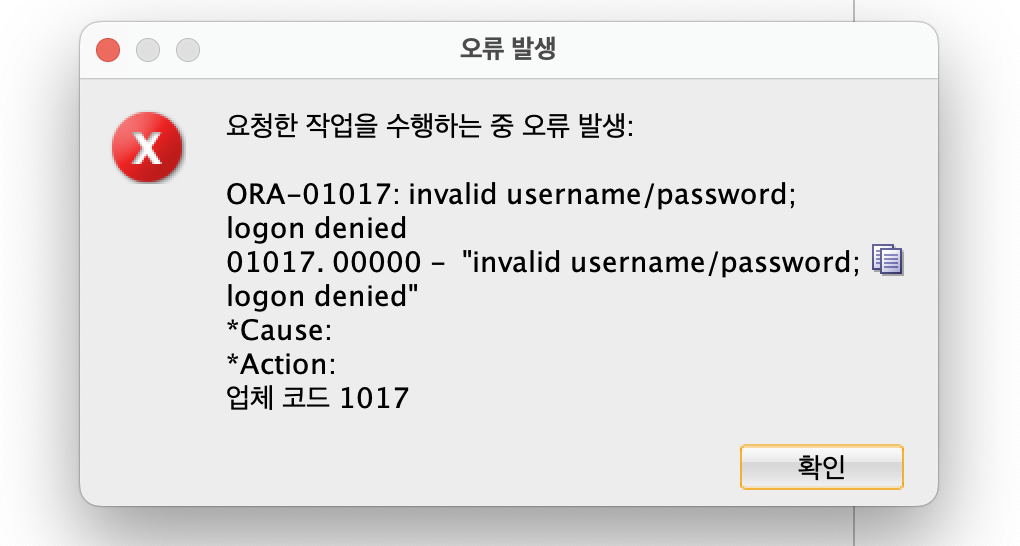 오류 발생
X
요청한 작업을 수행하는 중 오류 발생:
ORA-01017: invalid username/password;
logon denied
01017. 00000 -  "invalid username/password;
logon denied"
*Cause:
*Action:
업체 코드 1017
확인